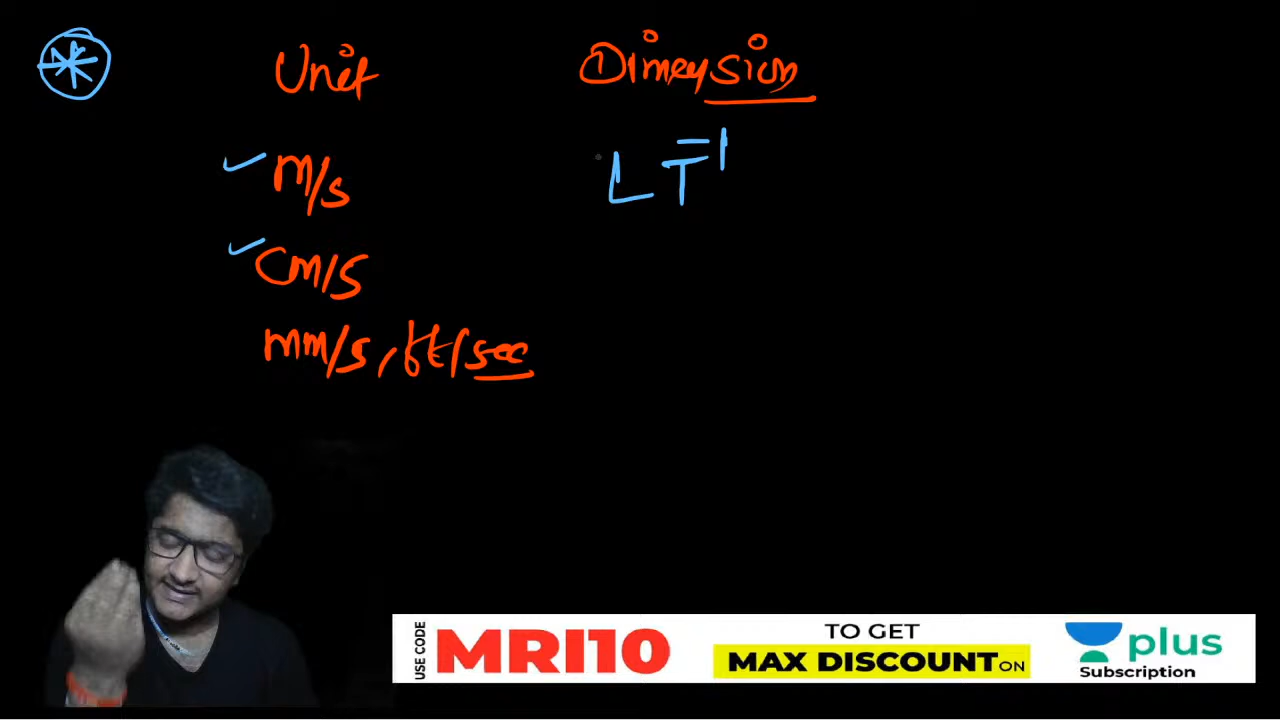 Unit Dimension
m/s LT⁻¹
cm/s
mm/s, ft/sec
USE CODE MRI10 TO GET MAX DISCOUNT ON plus Subscription